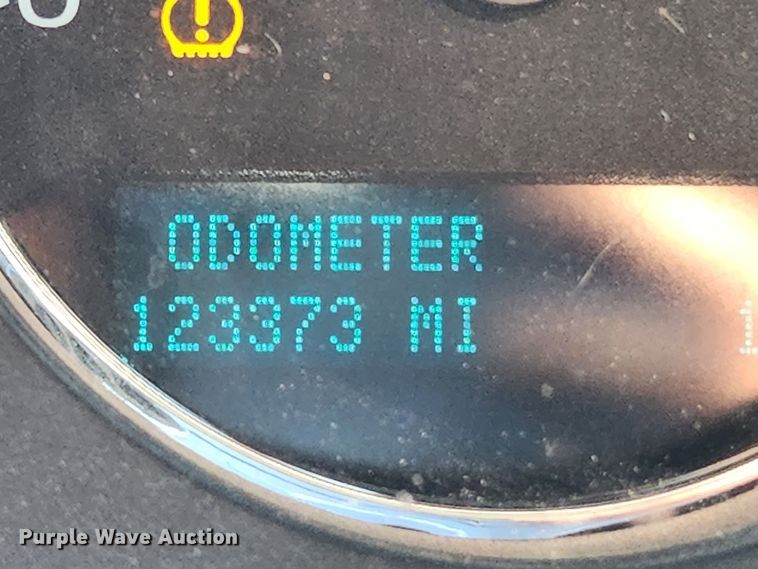 ODOMETER
123373 MI
Purple Wave Auction